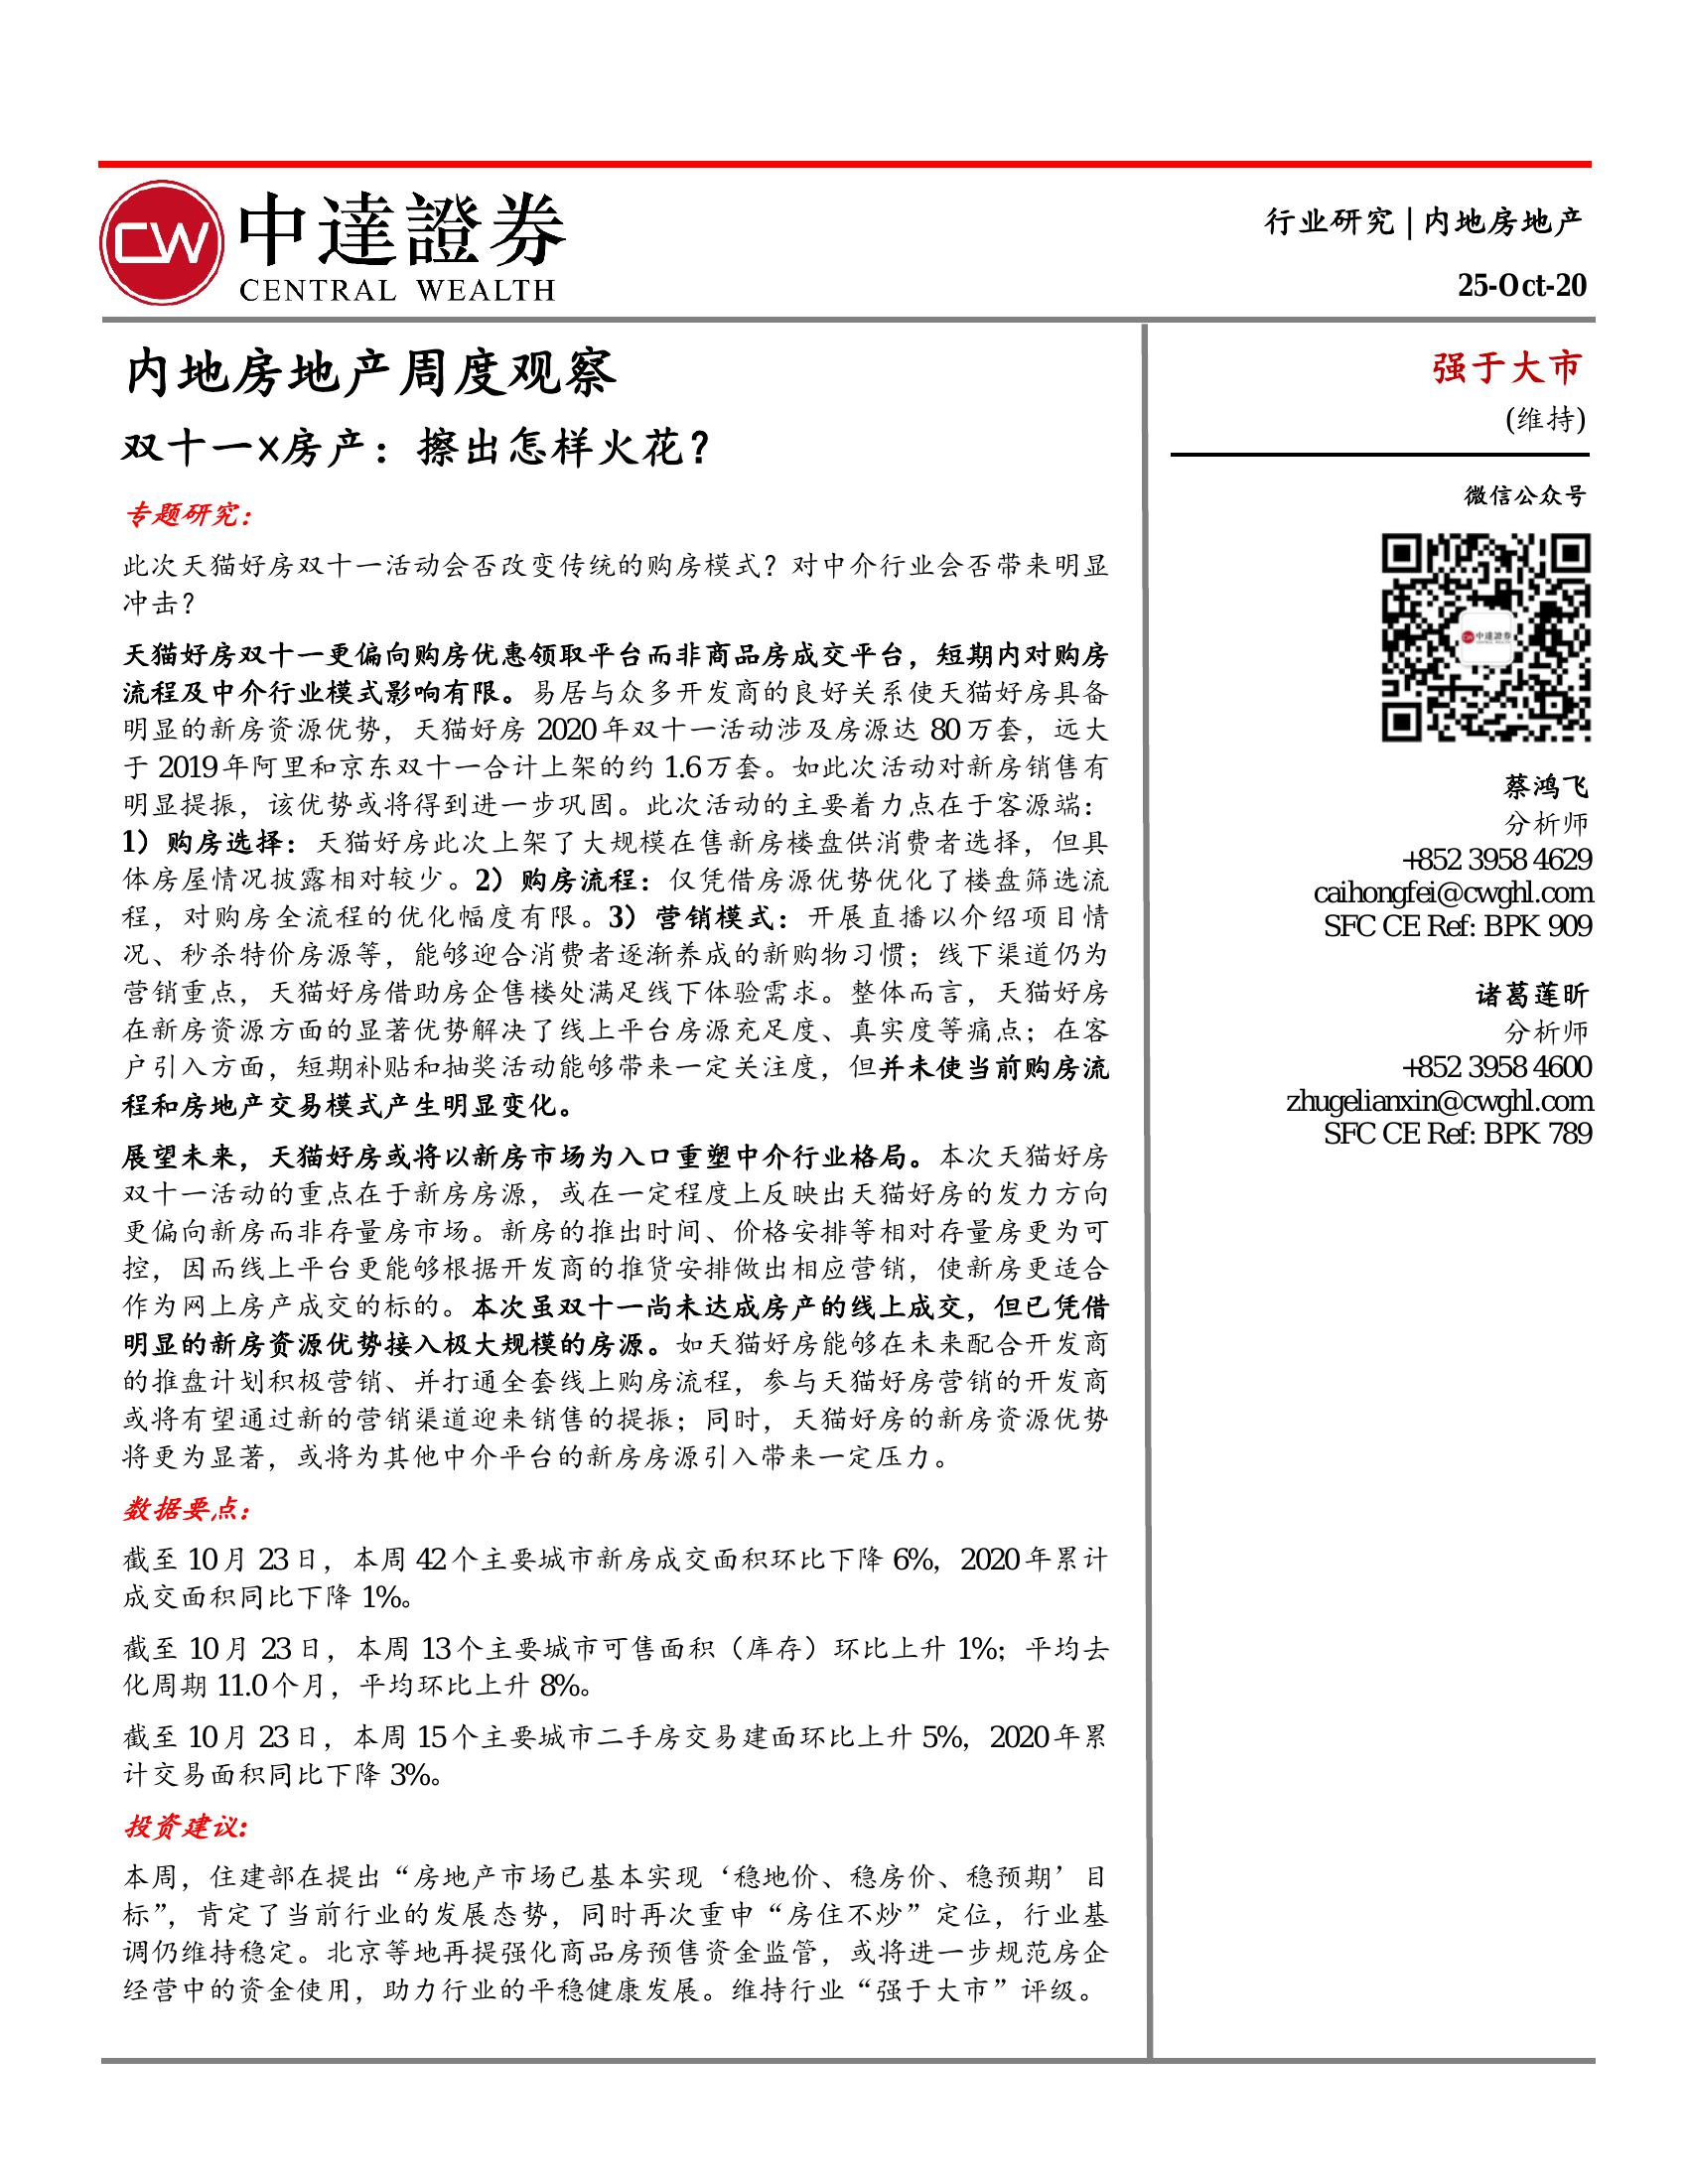 中達證券
CENTRAL WEALTH
行业研究|内地房地产
25-Oct-20
内地房地产周度观察
双十一x房产：擦出怎样火花？
专题研究：
此次天猫好房双十一活动会否改变传统的购房模式？对中介行业会否带来明显
冲击？
天猫好房双十一更偏向购房优惠领取平台而非商品房成交平台，短期内对购房
流程及中介行业模式影响有限。易居与众多开发商的良好关系使天猫好房具备
明显的新房资源优势，天猫好房 2020 年双十一活动涉及房源达 80 万套，远大
于 2019 年阿里和京东双十一合计上架的约 1.6 万套。如此次活动对新房销售有
明显提振，该优势或将得到进一步巩固。此次活动的主要着力点在于客源端：
1）购房选择：天猫好房此次上架了大规模在售新房楼盘供消费者选择，但具
体房屋情况披露相对较少。2）购房流程：仅凭借房源优势优化了楼盘筛选流
程，对购房全流程的优化幅度有限。3）营销模式：开展直播以介绍项目情
况、秒杀特价房源等，能够迎合消费者逐渐养成的新购物习惯；线下渠道仍为
营销重点，天猫好房借助房企售楼处满足线下体验需求。整体而言，天猫好房
在新房资源方面的显著优势解决了线上平台房源充足度、真实度等痛点；在客
户引入方面，短期补贴和抽奖活动能够带来一定关注度，但并未使当前购房流
程和房地产交易模式产生明显变化。
展望未来，天猫好房或将以新房市场为入口重塑中介行业格局。本次天猫好房
双十一活动的重点在于新房房源，或在一定程度上反映出天猫好房的发力方向
更偏向新房而非存量房市场。新房的推出时间、价格安排等相对存量房更为可
控，因而线上平台更能够根据开发商的推货安排做出相应营销，使新房更适合
作为网上房产成交的标的。本次虽双十一尚未达成房产的线上成交，但已凭借
明显的新房资源优势接入极大规模的房源。如天猫好房能够在未来配合开发商
的推盘计划积极营销、并打通全套线上购房流程，参与天猫好房营销的开发商
或将有望通过新的营销渠道迎来销售的提振；同时，天猫好房的新房资源优势
将更为显著，或将为其他中介平台的新房房源引入带来一定压力。
数据要点：
截至 10 月 23 日，本周 42 个主要城市新房成交面积环比下降 6%，2020 年累计
成交面积同比下降 1%。
截至 10 月 23 日，本周 13 个主要城市可售面积（库存）环比上升 1%；平均去
化周期 11.0 个月，平均环比上升 8%。
截至 10 月 23 日，本周 15 个主要城市二手房交易建面环比上升 5%，2020 年累
计交易面积同比下降 3%。
投资建议：
本周，住建部在提出“房地产市场已基本实现‘稳地价、稳房价、稳预期’目
标”，肯定了当前行业的发展态势，同时再次重申“房住不炒”定位，行业基
调仍维持稳定。北京等地再提强化商品房预售资金监管，或将进一步规范房企
经营中的资金使用，助力行业的平稳健康发展。维持行业“强于大市”评级。
强于大市
(维持)
微信公众号
中達證券
蔡鸿飞
分析师
+852 3958 4629
caihongfei@cwghl.com
SFC CE Ref: BPK 909
诸葛莲昕
分析师
+852 3958 4600
zhugelianxin@cwghl.com
SFC CE Ref: BPK 789